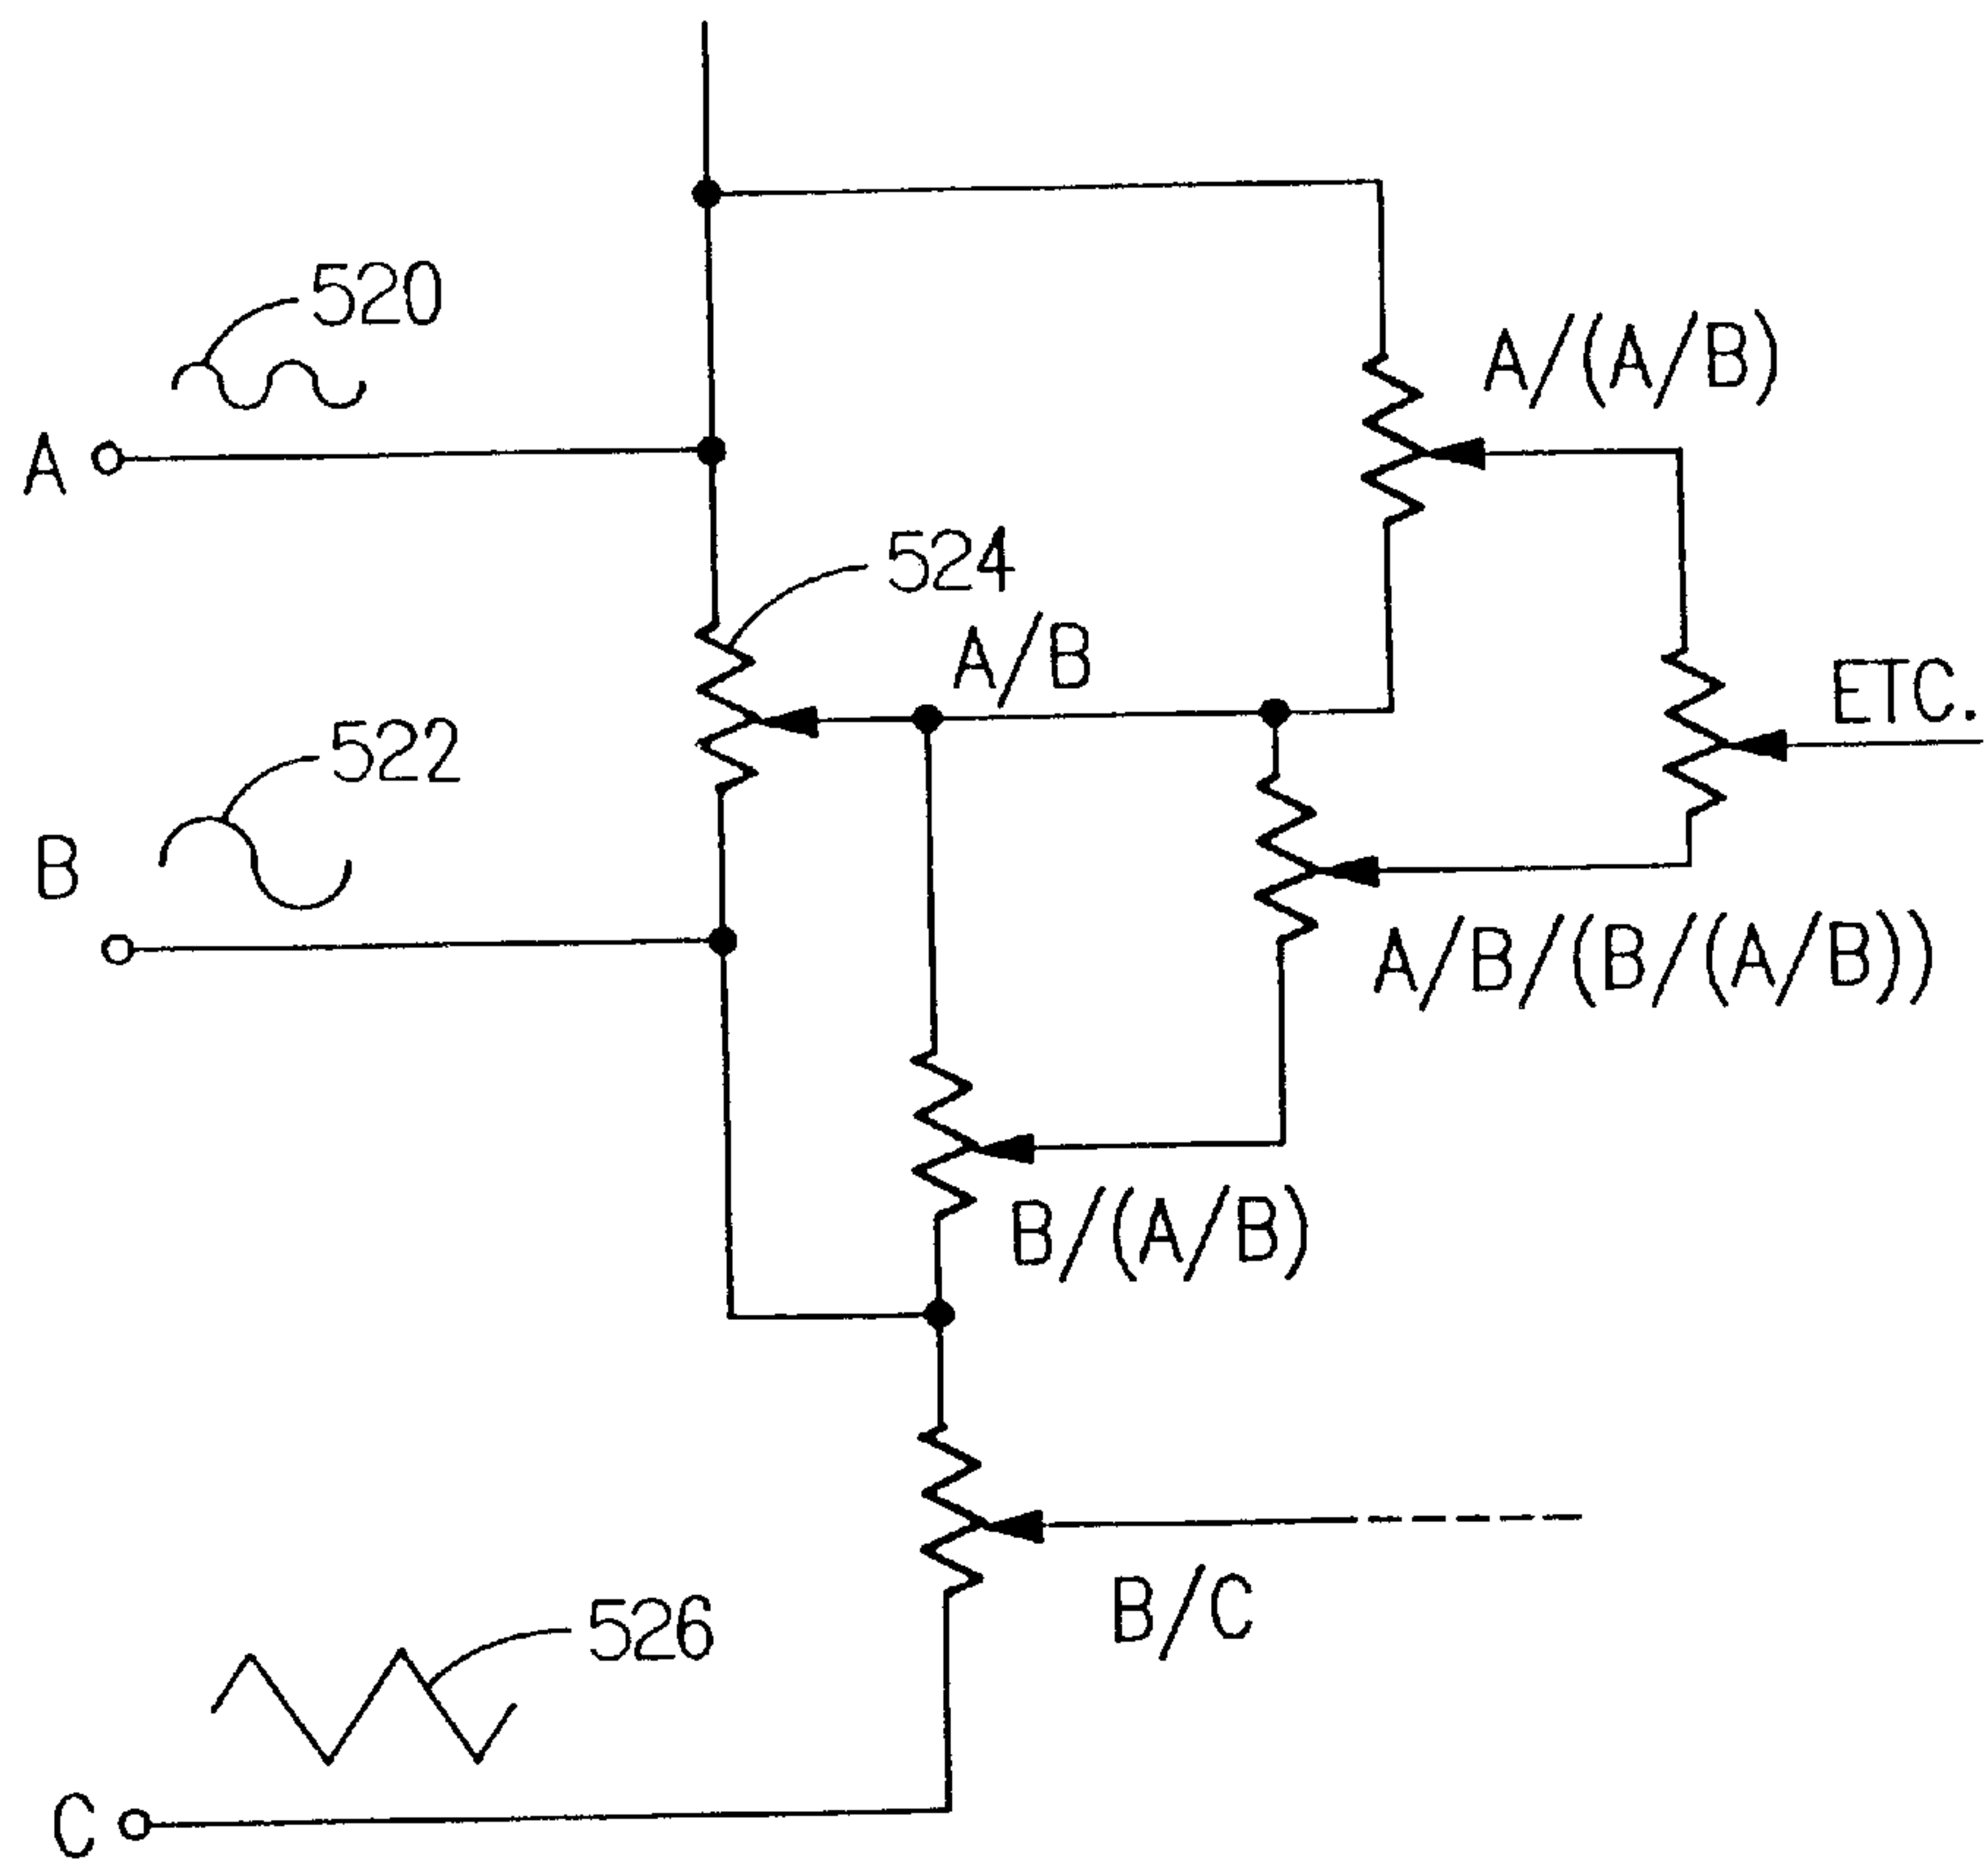 520
A/(A/B)
A
524
A/B
ETC.
522
B
A/B/(B/(A/B))
B/(A/B)
B/C
526
C